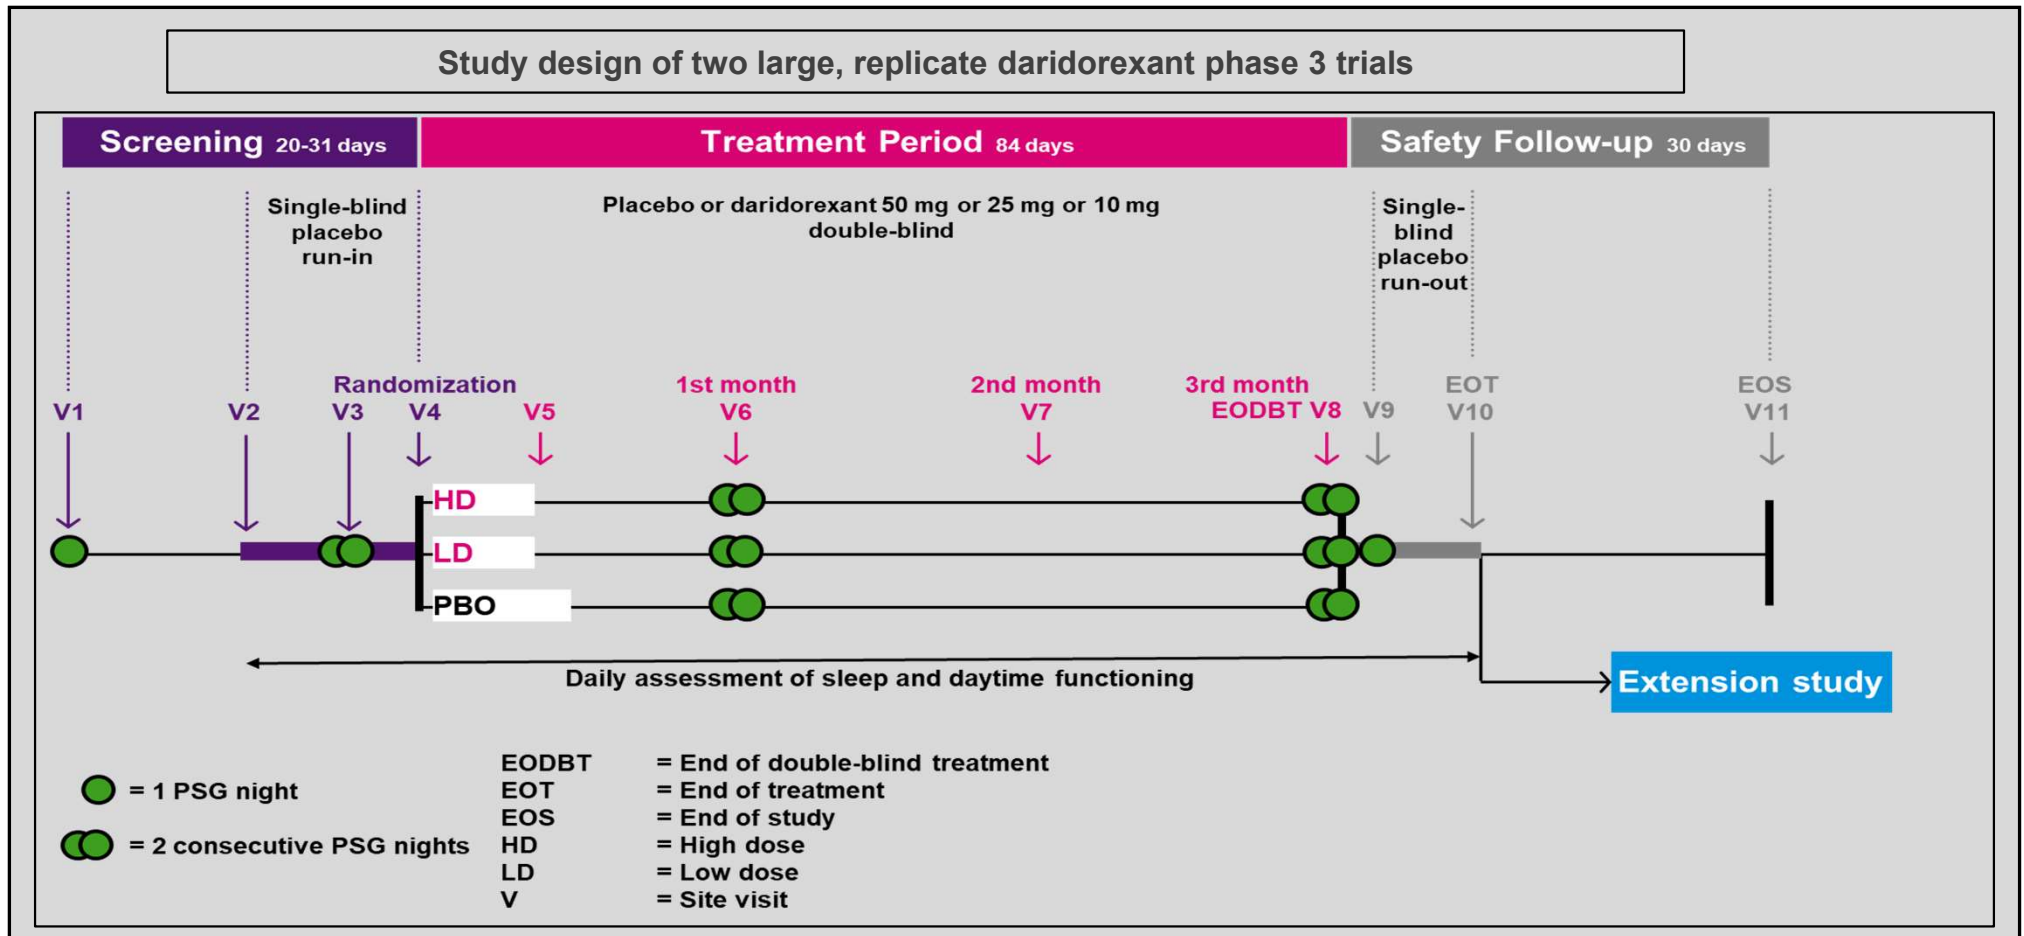 Study design of two large, replicate daridorexant phase 3 trials
Screening 20-31 days
Treatment Period 84 days
Safety Follow-up 30 days
Single-blind
placebo
run-in
Placebo or daridorexant 50 mg or 25 mg or 10 mg
double-blind
Single-
blind
placebo
run-out
Randomization
1st month
2nd month
3rd month
EOT
EOS
V1
V2
V3
V4
V5
V6
V7
EODBT V8
V9
V10
V11
HD
LD
PBO
Daily assessment of sleep and daytime functioning
Extension study
= 1 PSG night
= 2 consecutive PSG nights
EODBT = End of double-blind treatment
EOT = End of treatment
EOS = End of study
HD = High dose
LD = Low dose
V = Site visit